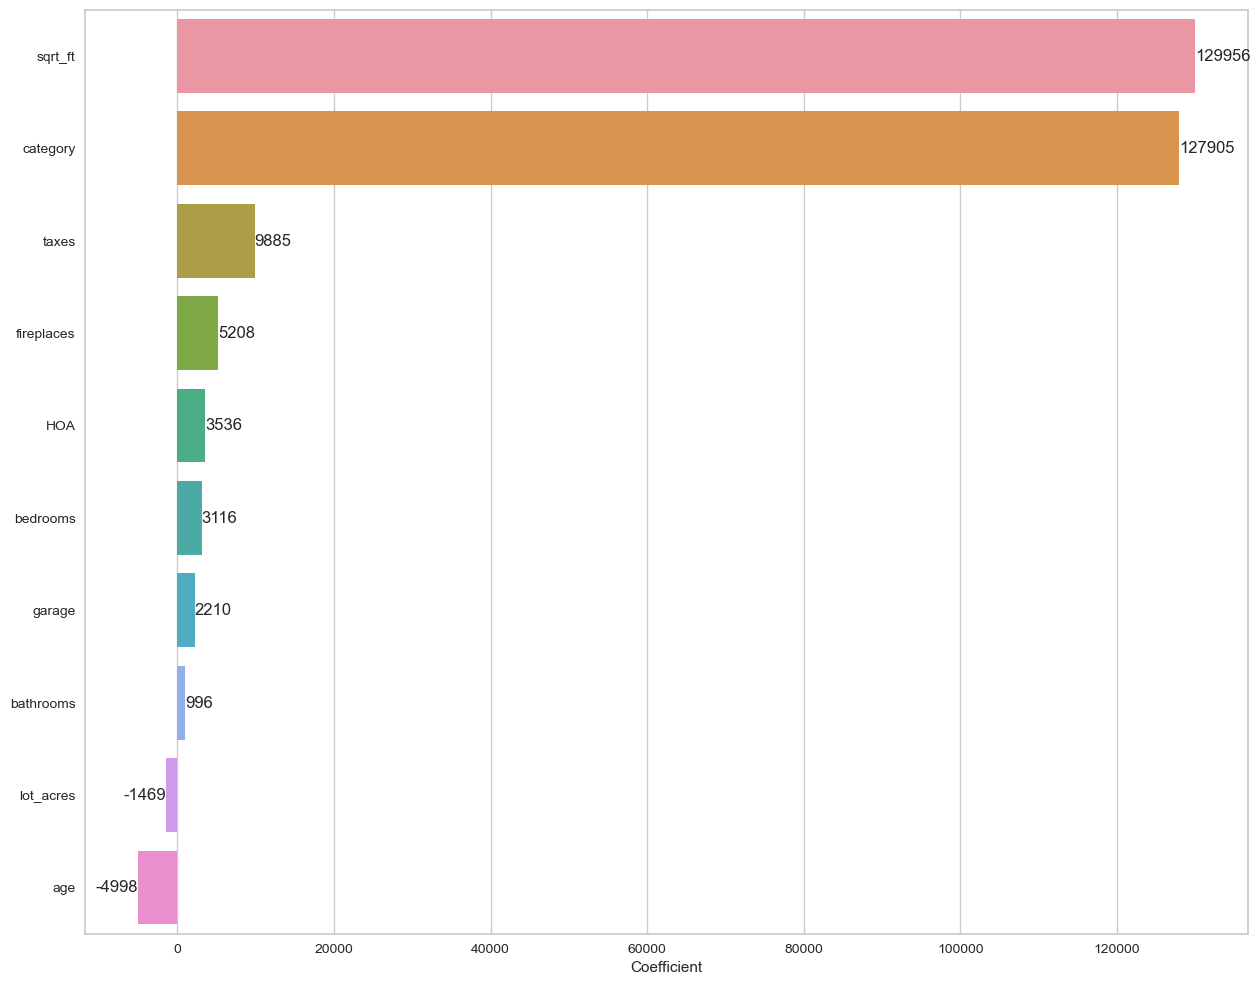 sqrt_ft 129956
category 127905
taxes 9885
fireplaces 5208
HOA 3536
bedrooms 3116
garage 2210
bathrooms 996
lot_acres -1469
age -4998
0 20000 40000 60000 80000 100000 120000
Coefficient